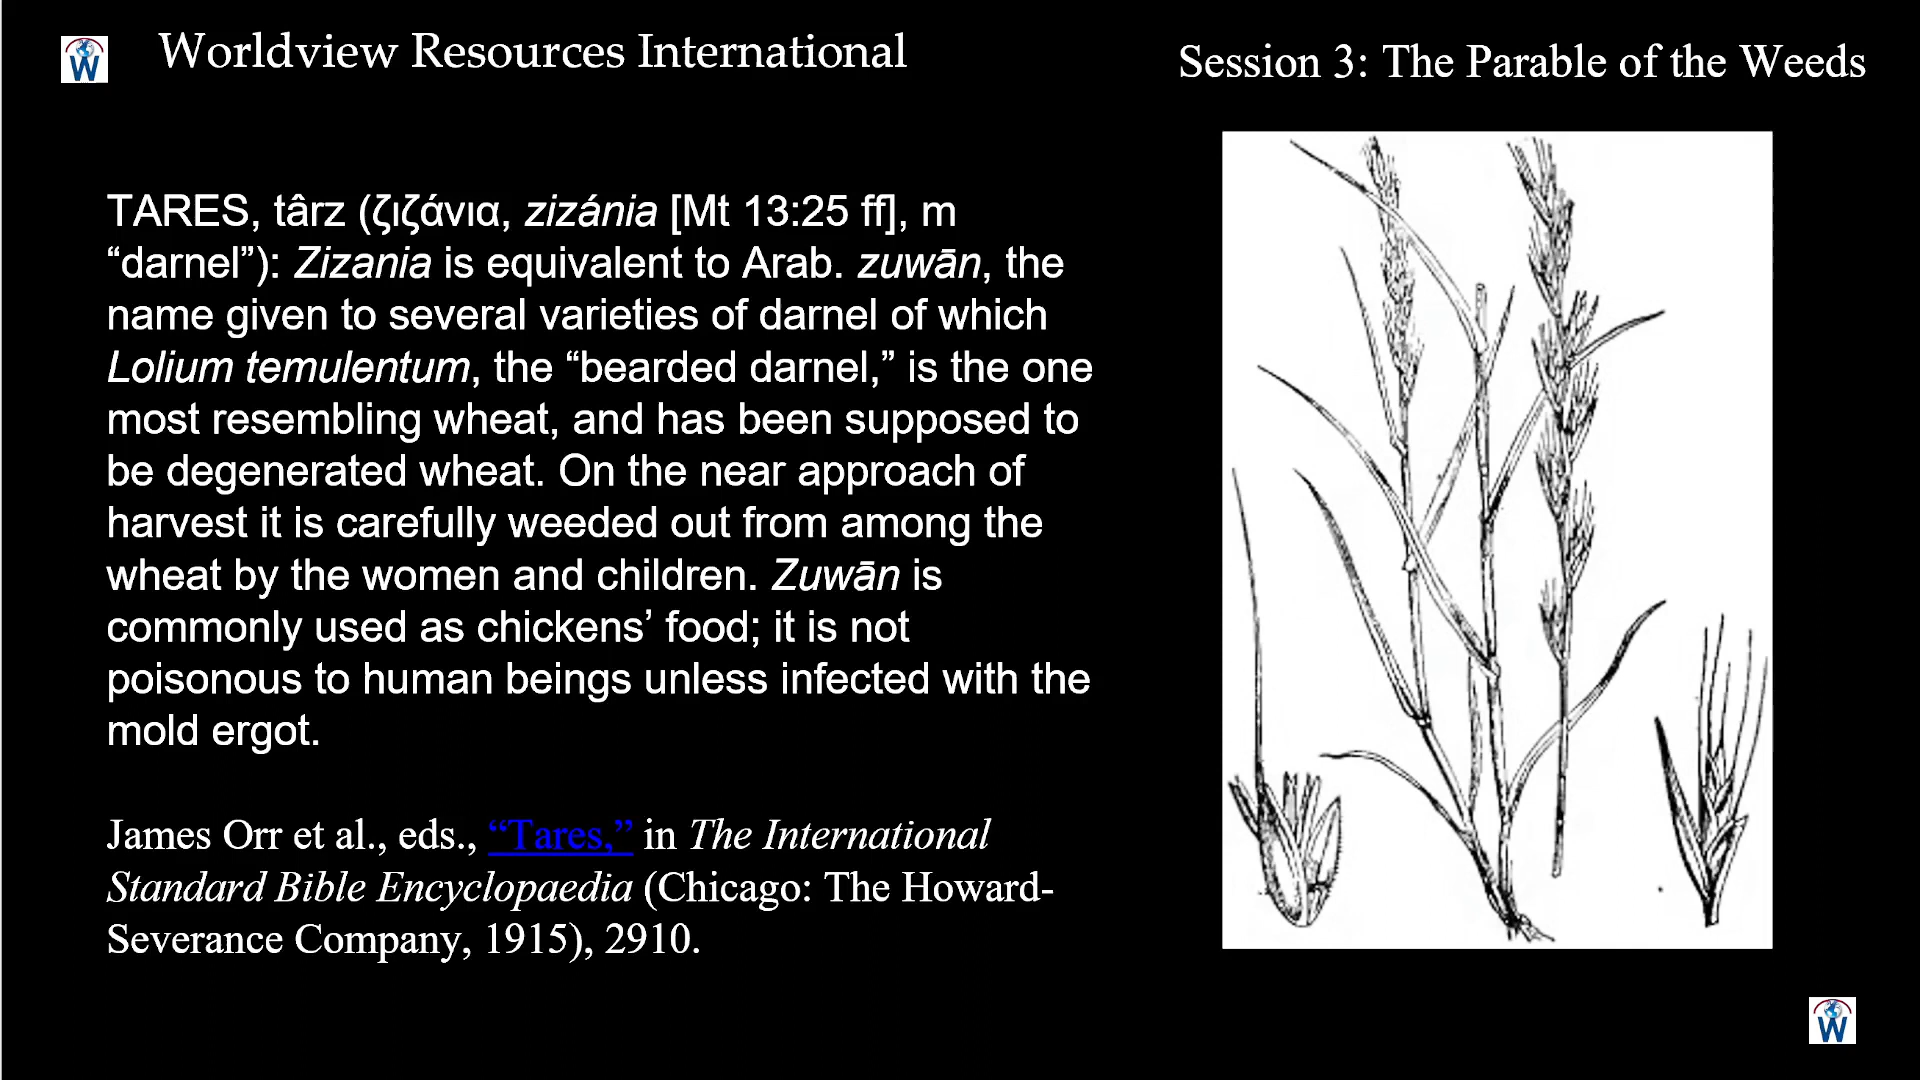 Worldview Resources International
Session 3: The Parable of the Weeds
TARES, târz (ζιζάνια, zizánia [Mt 13:25 ff], m
“darnel”): Zizania is equivalent to Arab. zuwān, the
name given to several varieties of darnel of which
Lolium temulentum, the “bearded darnel,” is the one
most resembling wheat, and has been supposed to
be degenerated wheat. On the near approach of
harvest it is carefully weeded out from among the
wheat by the women and children. Zuwān is
commonly used as chickens’ food; it is not
poisonous to human beings unless infected with the
mold ergot.
James Orr et al., eds., “Tares,” in The International
Standard Bible Encyclopaedia (Chicago: The Howard-
Severance Company, 1915), 2910.
W
W